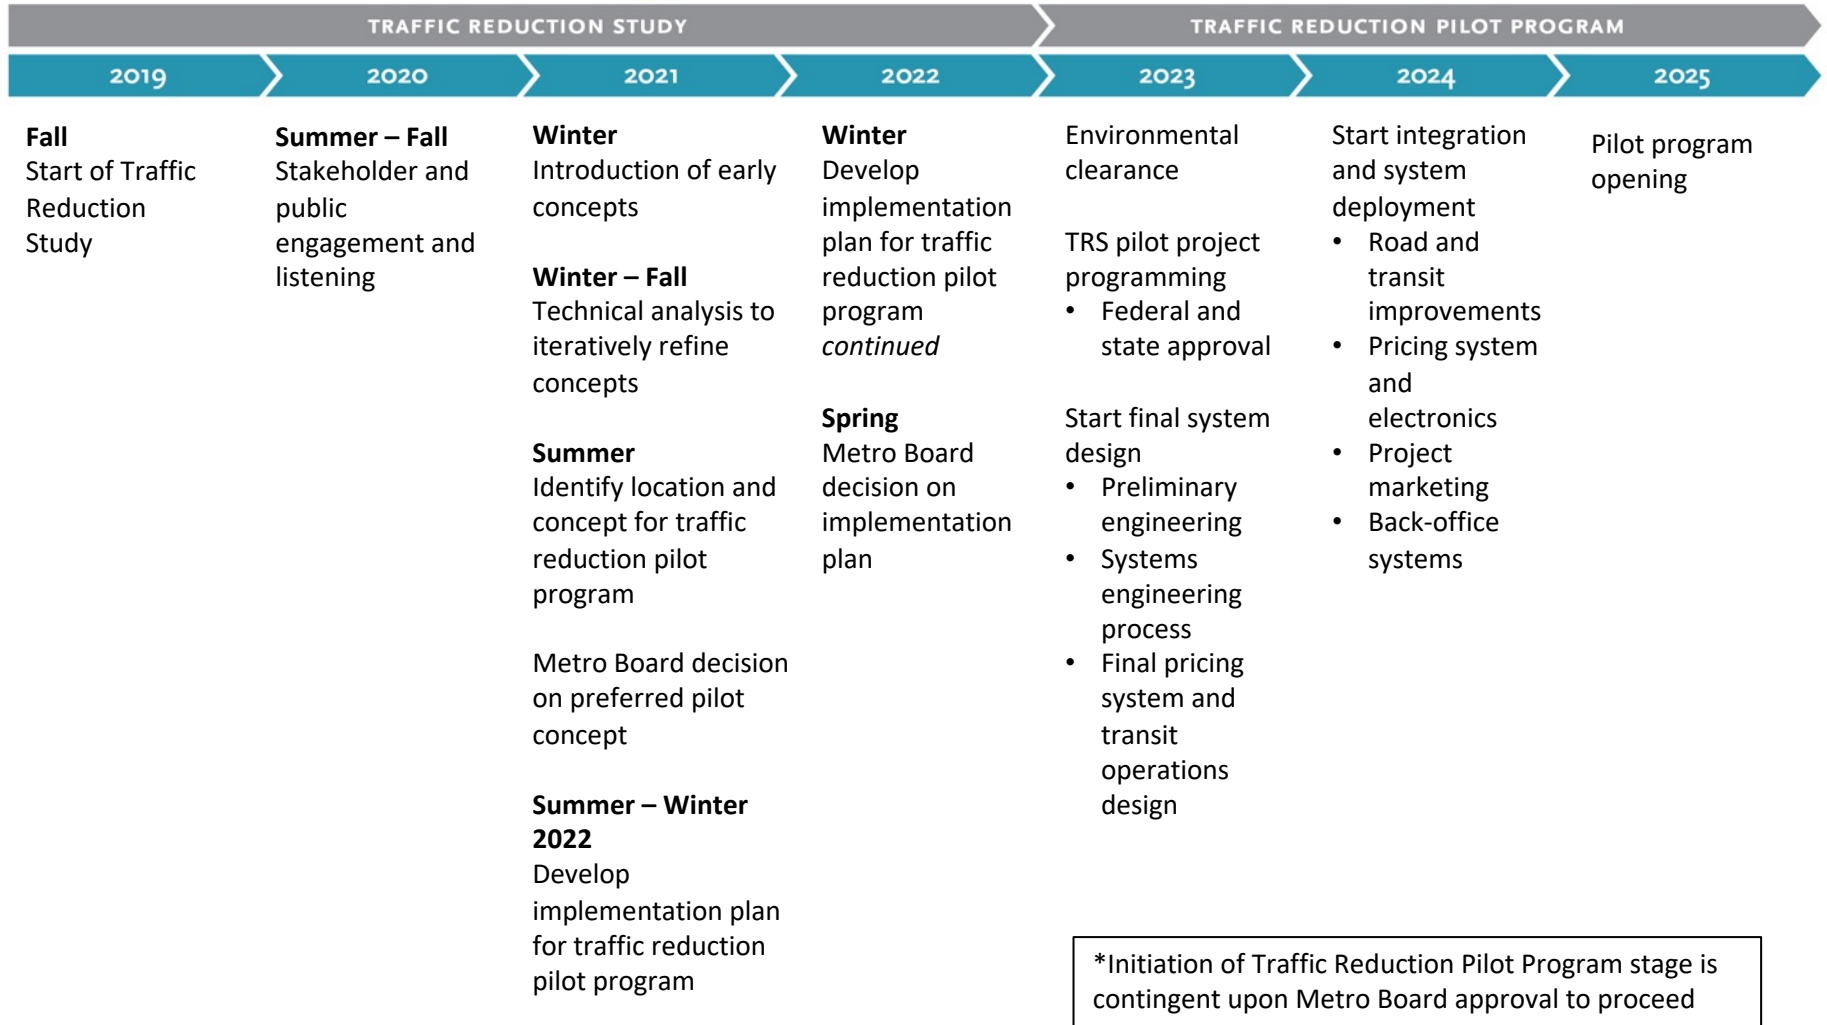 TRAFFIC REDUCTION STUDY
TRAFFIC REDUCTION PILOT PROGRAM
2019
2020
2021
2022
2023
2024
2025
Fall
Start of Traffic
Reduction
Study
Summer – Fall
Stakeholder and
public
engagement and
listening
Winter
Introduction of early
concepts
Winter – Fall
Technical analysis to
iteratively refine
concepts
Summer
Identify location and
concept for traffic
reduction pilot
program
Metro Board decision
on preferred pilot
concept
Summer – Winter
2022
Develop
implementation plan
for traffic reduction
pilot program
Winter
Develop
implementation
plan for traffic
reduction pilot
program
continued
Spring
Metro Board
decision on
implementation
plan
Environmental
clearance
TRS pilot project
programming
• Federal and
state approval
Start final system
design
• Preliminary
engineering
• Systems
engineering
process
• Final pricing
system and
transit
operations
design
Start integration
and system
deployment
• Road and
transit
improvements
• Pricing system
and
electronics
• Project
marketing
• Back-office
systems
Pilot program
opening
*Initiation of Traffic Reduction Pilot Program stage is
contingent upon Metro Board approval to proceed